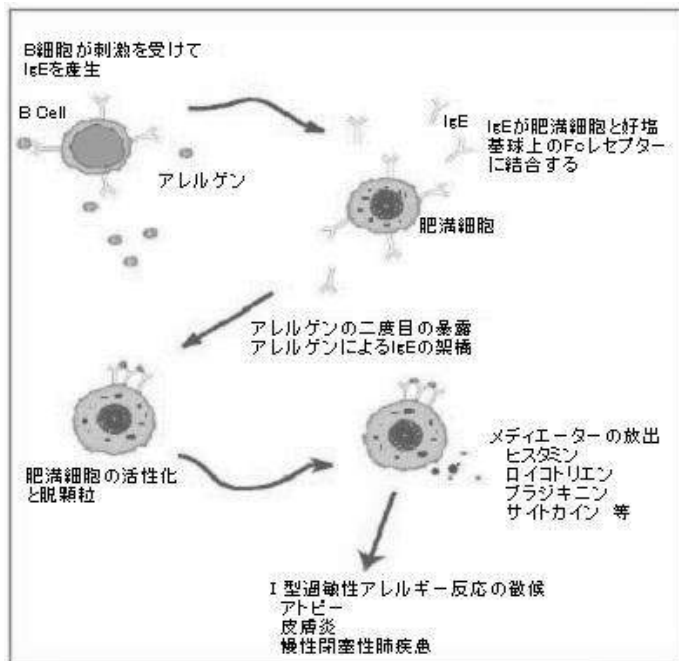 B細胞が刺激を受けて
IgEを産生
B Cell
アレルゲン
IgE
IgEが肥満細胞と好塩
基球上のFcレセプター
に結合する
肥満細胞
アレルゲンの二度目の暴露
アレルゲンによるIgEの架橋
肥満細胞の活性化
と脱顆粒
メディエーターの放出
ヒスタミン
ロイコトリエン
ブラジキニン
サイトカイン 等
I 型過敏性アレルギー反応の徴候
アトピー
皮膚炎
慢性閉塞性肺疾患